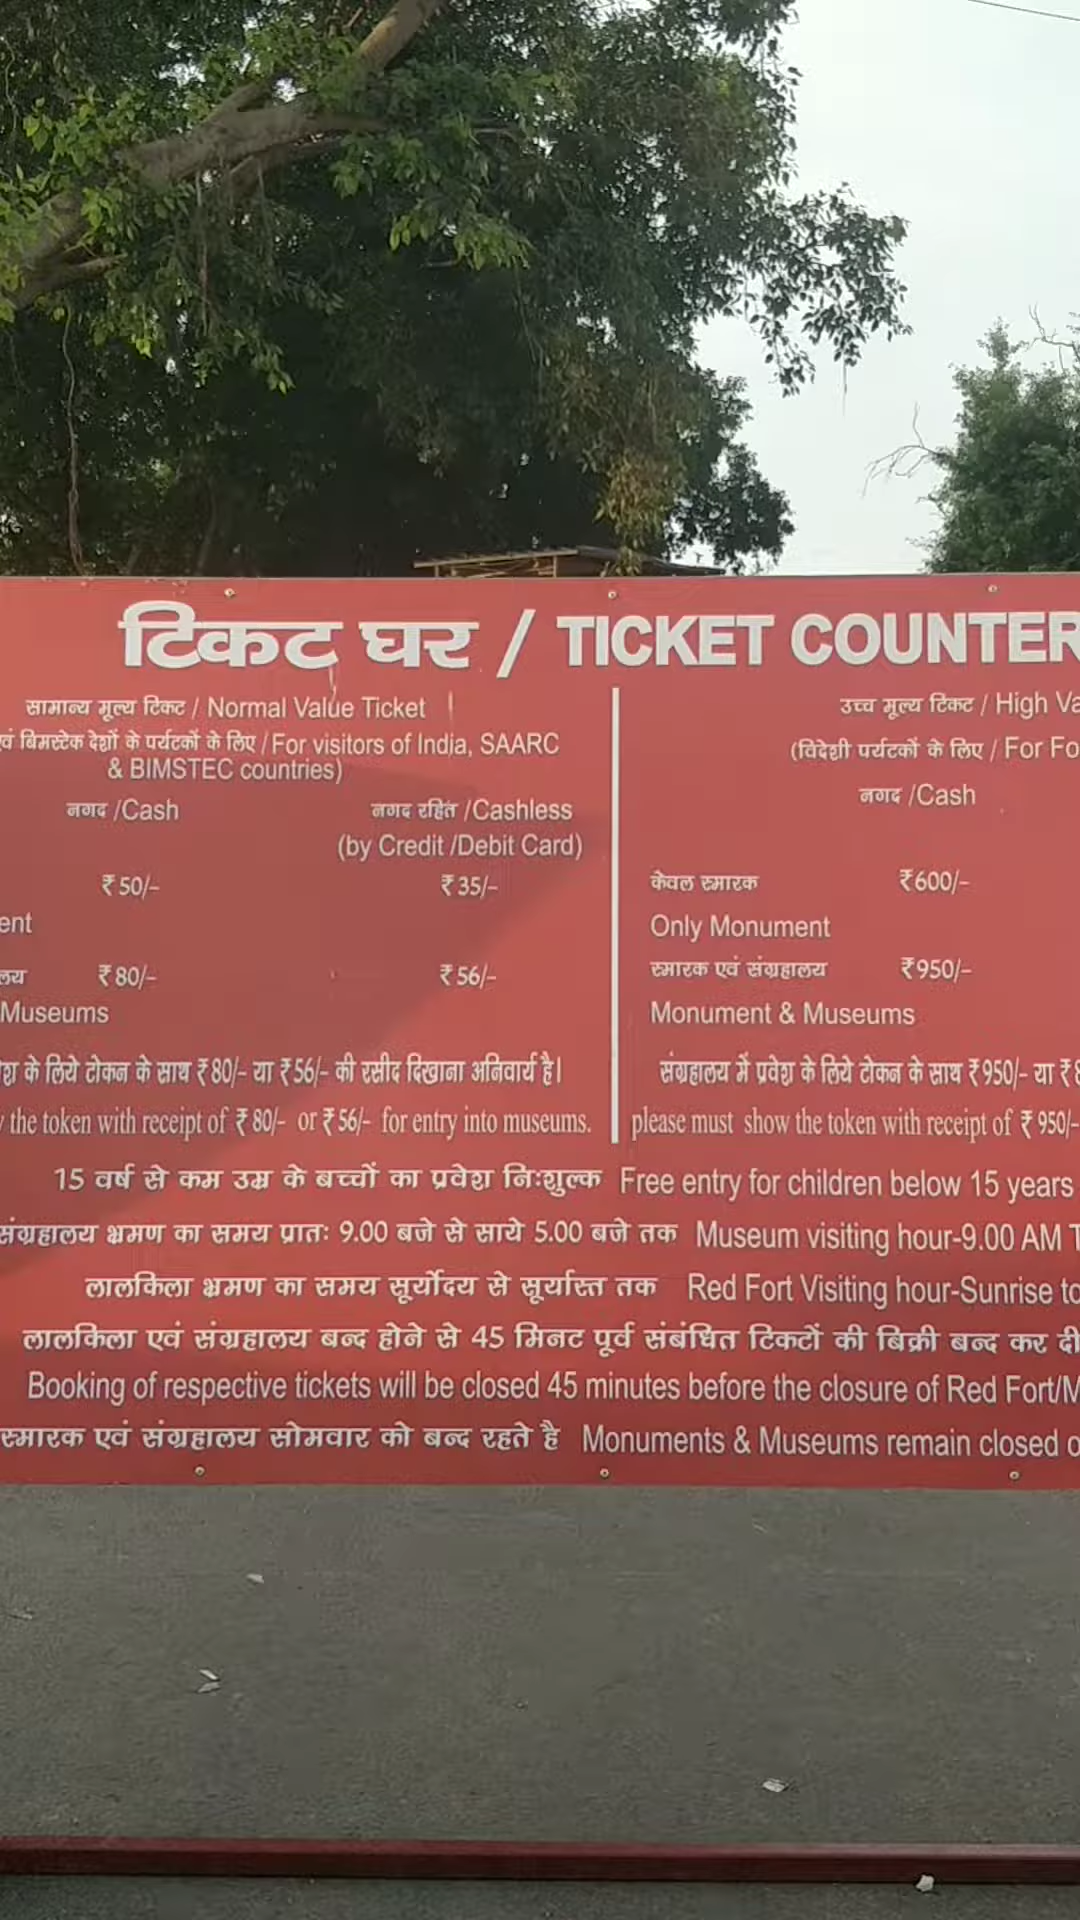 टिकट घर / TICKET COUNTER
सामान्य मूल्य टिकट / Normal Value Ticket
एवं बिमस्टेक देशों के पर्यटकों के लिए / For visitors of India, SAARC
& BIMSTEC countries)
नगद /Cash नगद रहित /Cashless
(by Credit /Debit Card)
₹50/- ₹35/-
₹80/- ₹56/-
Museums
के लिये टोकन के साथ ₹80/- या ₹56/- की रसीद दिखाना अनिवार्य है।
the token with receipt of ₹80/- or ₹56/- for entry into museums.
उच्च मूल्य टिकट / High
(विदेशी पर्यटकों के लिए / For
नगद /Cash
केवल स्मारक ₹600/-
Only Monument
स्मारक एवं संग्रहालय ₹950/-
Monument & Museums
संग्रहालय में प्रवेश के लिये टोकन के साथ ₹950/- या
please must show the token with receipt of ₹950/-
15 वर्ष से कम उम्र के बच्चों का प्रवेश निःशुल्क Free entry for children below 15 years
संग्रहालय भ्रमण का समय प्रातः 9.00 बजे से साये 5.00 बजे तक Museum visiting hour-9.00 AM
लालकिला भ्रमण का समय सूर्योदय से सूर्यास्त तक Red Fort Visiting hour-Sunrise to
लालकिला एवं संग्रहालय बन्द होने से 45 मिनट पूर्व संबंधित टिकटों की बिक्री बन्द कर दी
Booking of respective tickets will be closed 45 minutes before the closure of Red Fort/
स्मारक एवं संग्रहालय सोमवार को बन्द रहते है Monuments & Museums remain closed